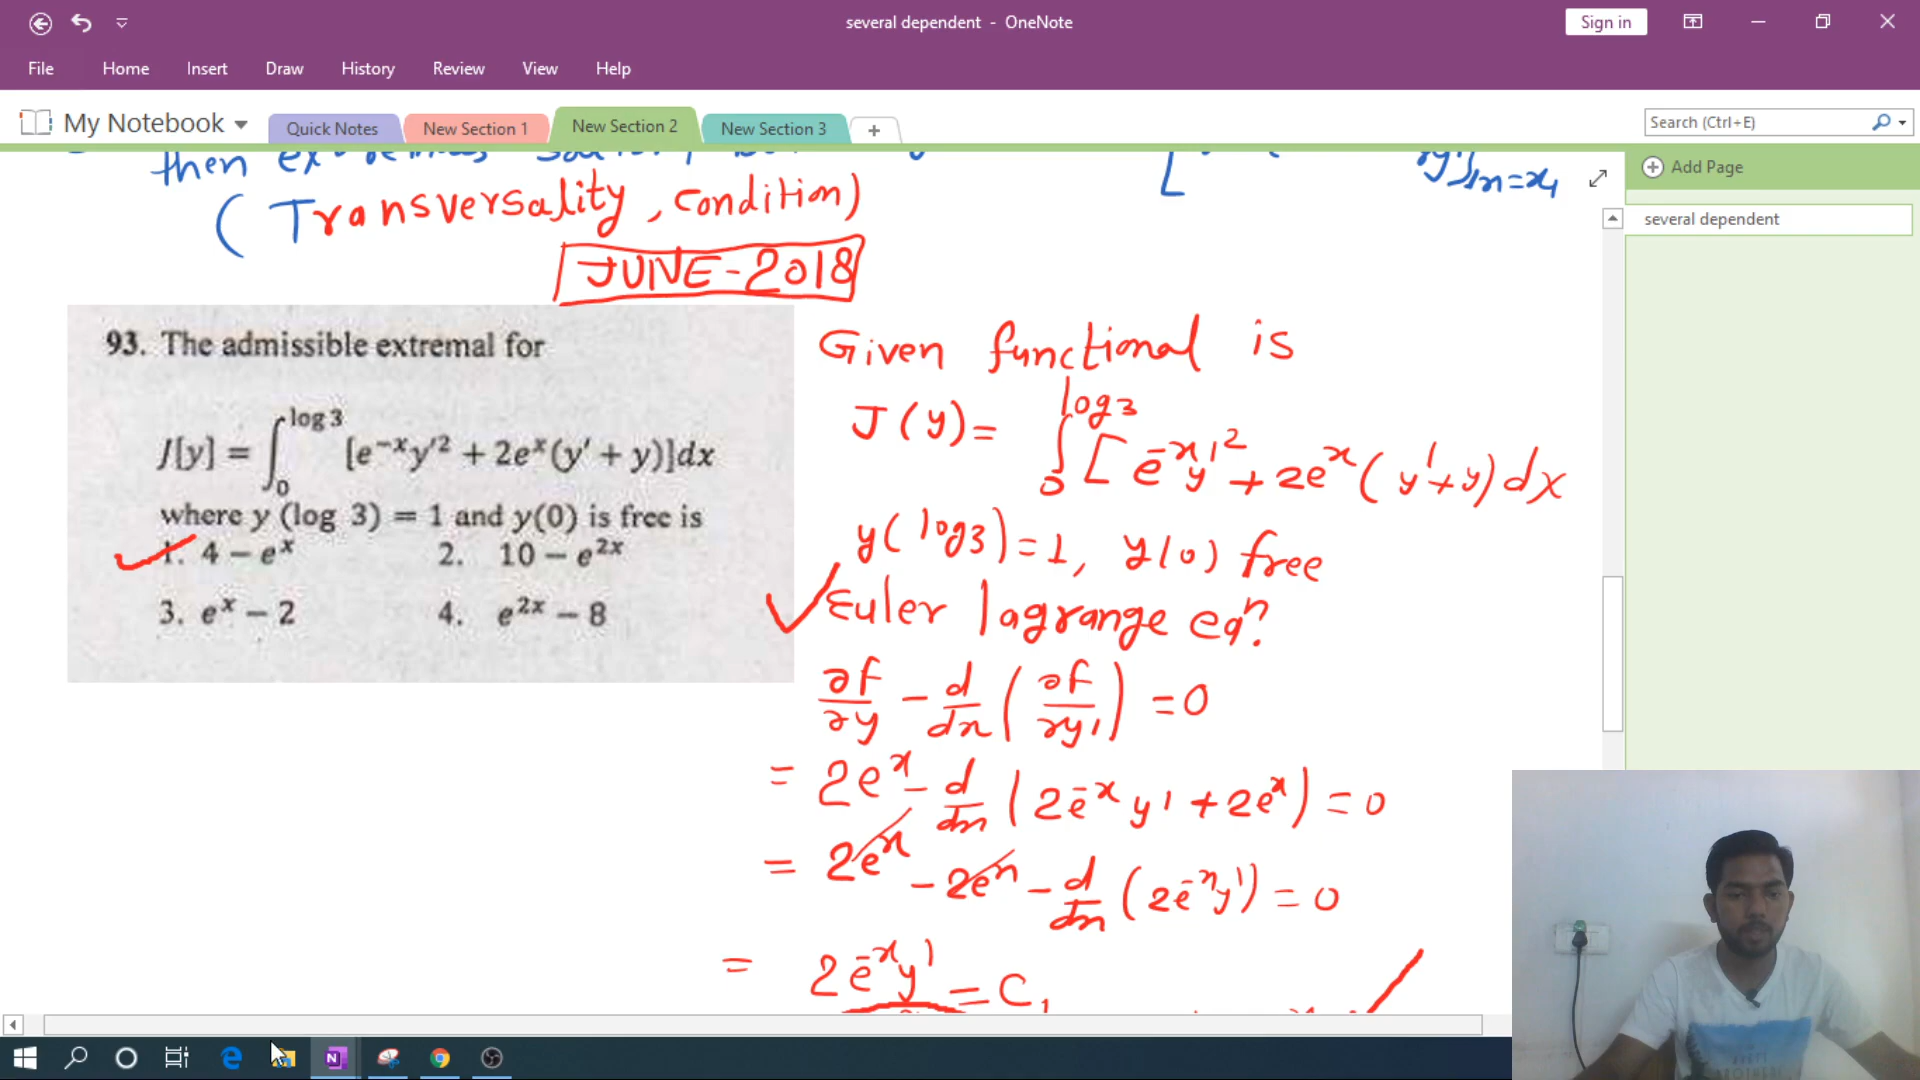 several dependent - OneNote
Sign in
File Home Insert Draw History Review View Help
My Notebook
Quick Notes
New Section 1
New Section 2
New Section 3
+
Search (Ctrl+E)
Add Page
several dependent
then
(Transversality, condition)
JUNE-2018
93. The admissible extremal for
J[y] = ∫₀^{log 3} [e^{-x}y'² + 2e^x(y' + y)]dx
where y (log 3) = 1 and y(0) is free is
1. 4 - e^x 2. 10 - e^{2x}
3. e^x - 2 4. e^{2x} - 8
Given functional is
J(y) = ∫₀^{log3} [e^{-x}y'² + 2e^x(y'+y) dx
y(log3)=1, y(0) free
Euler lagrange eqⁿ.
∂f/∂y - d/dx (∂f/∂y') = 0
= 2e^x - d/dx (2e^{-x} y' + 2e^x) = 0
= 2e^x - 2e^x - d/dx (2e^{-x}y') = 0
= 2e^{-x}y' = C₁